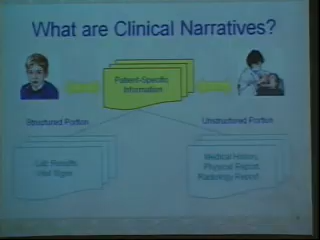 What are Clinical Narratives?
Patient-Specific
Information
Structured Portion
Unstructured Portion
Lab Results
Vital Signs
Medical History
Physical Report
Radiology Report